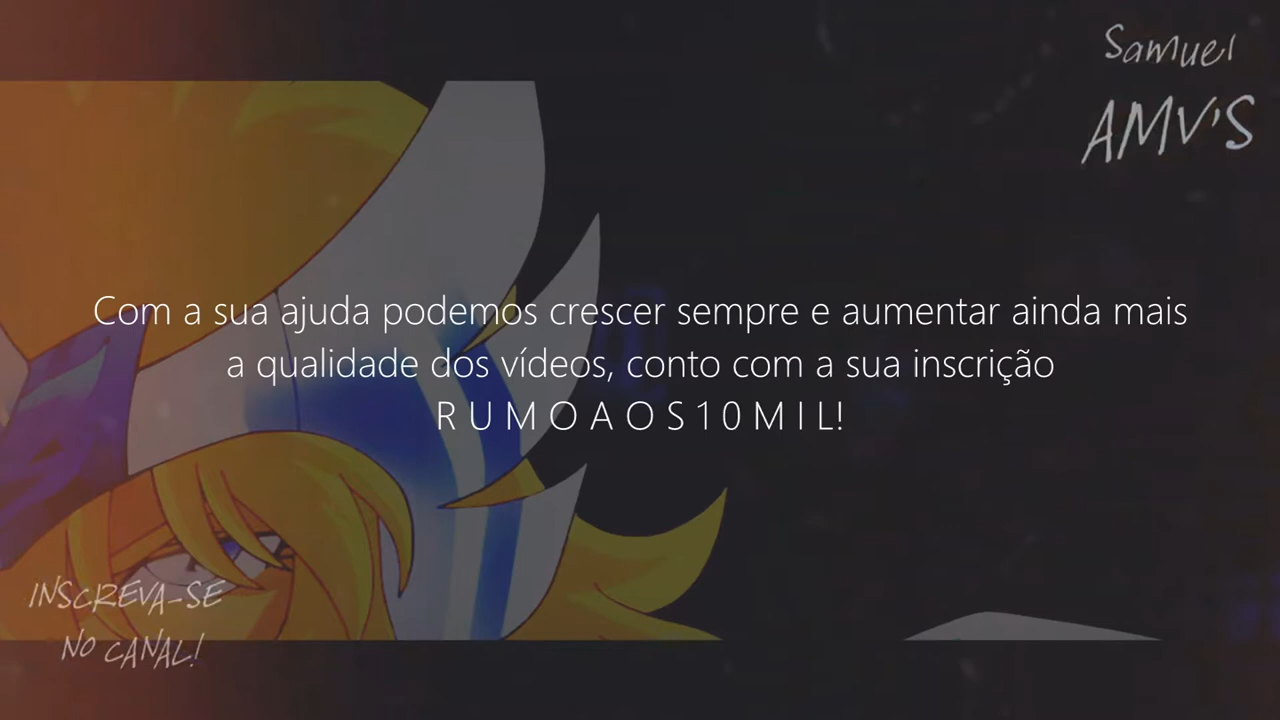 Samuel
AMV'S
Com a sua ajuda podemos crescer sempre e aumentar ainda mais
a qualidade dos vídeos, conto com a sua inscrição
R U M O A O S 1 0 M I L!
INSCREVA-SE
NO CANAL!